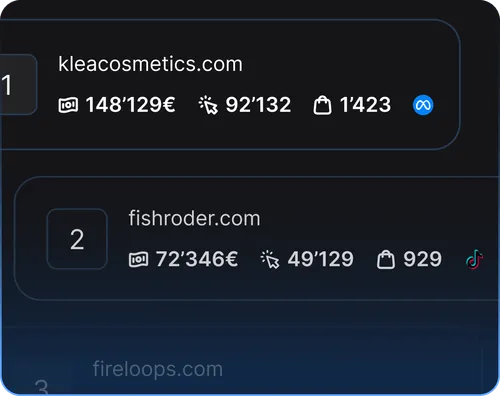 kleacosmetics.com
1 148’129€ 92’132 1’423
fishroder.com
2 72’346€ 49’129 929
fireloops.com
3